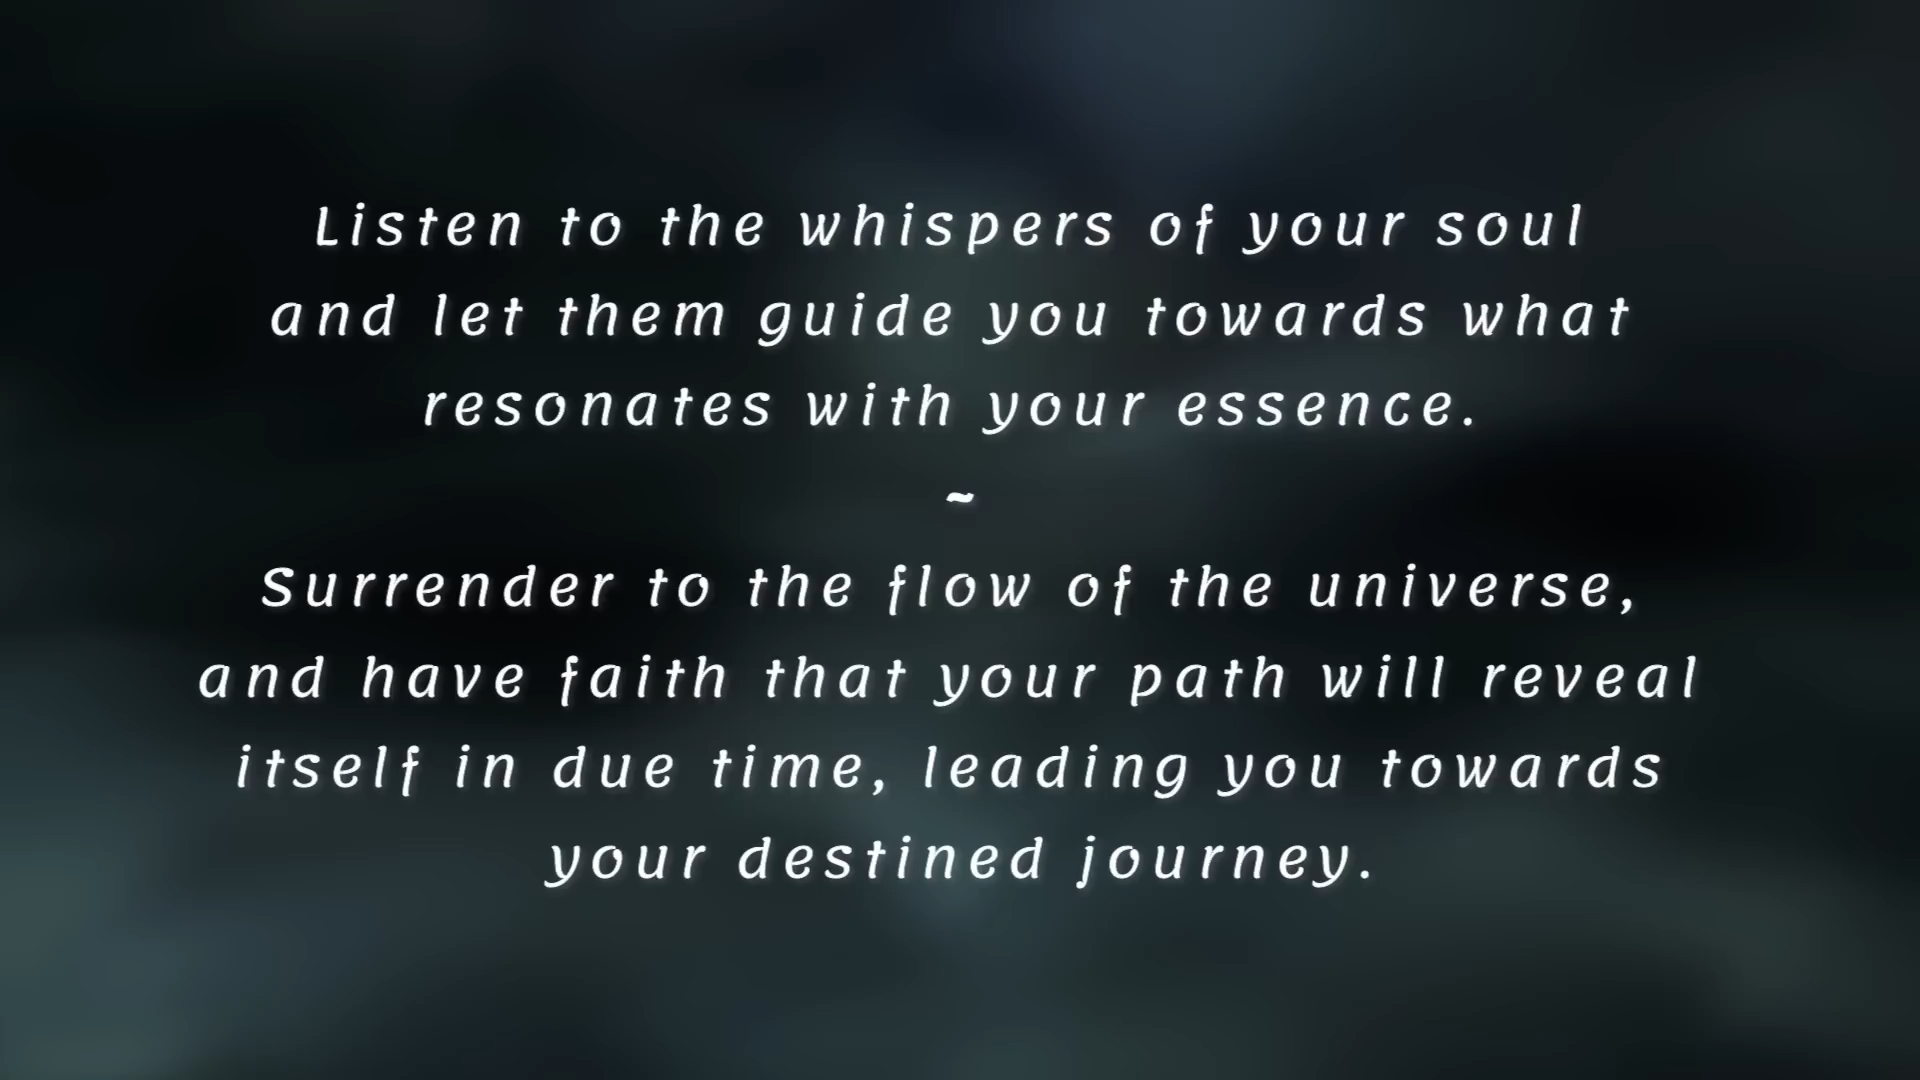 Listen to the whispers of your soul
and let them guide you towards what
resonates with your essence.
~
Surrender to the flow of the universe,
and have faith that your path will reveal
itself in due time, leading you towards
your destined journey.